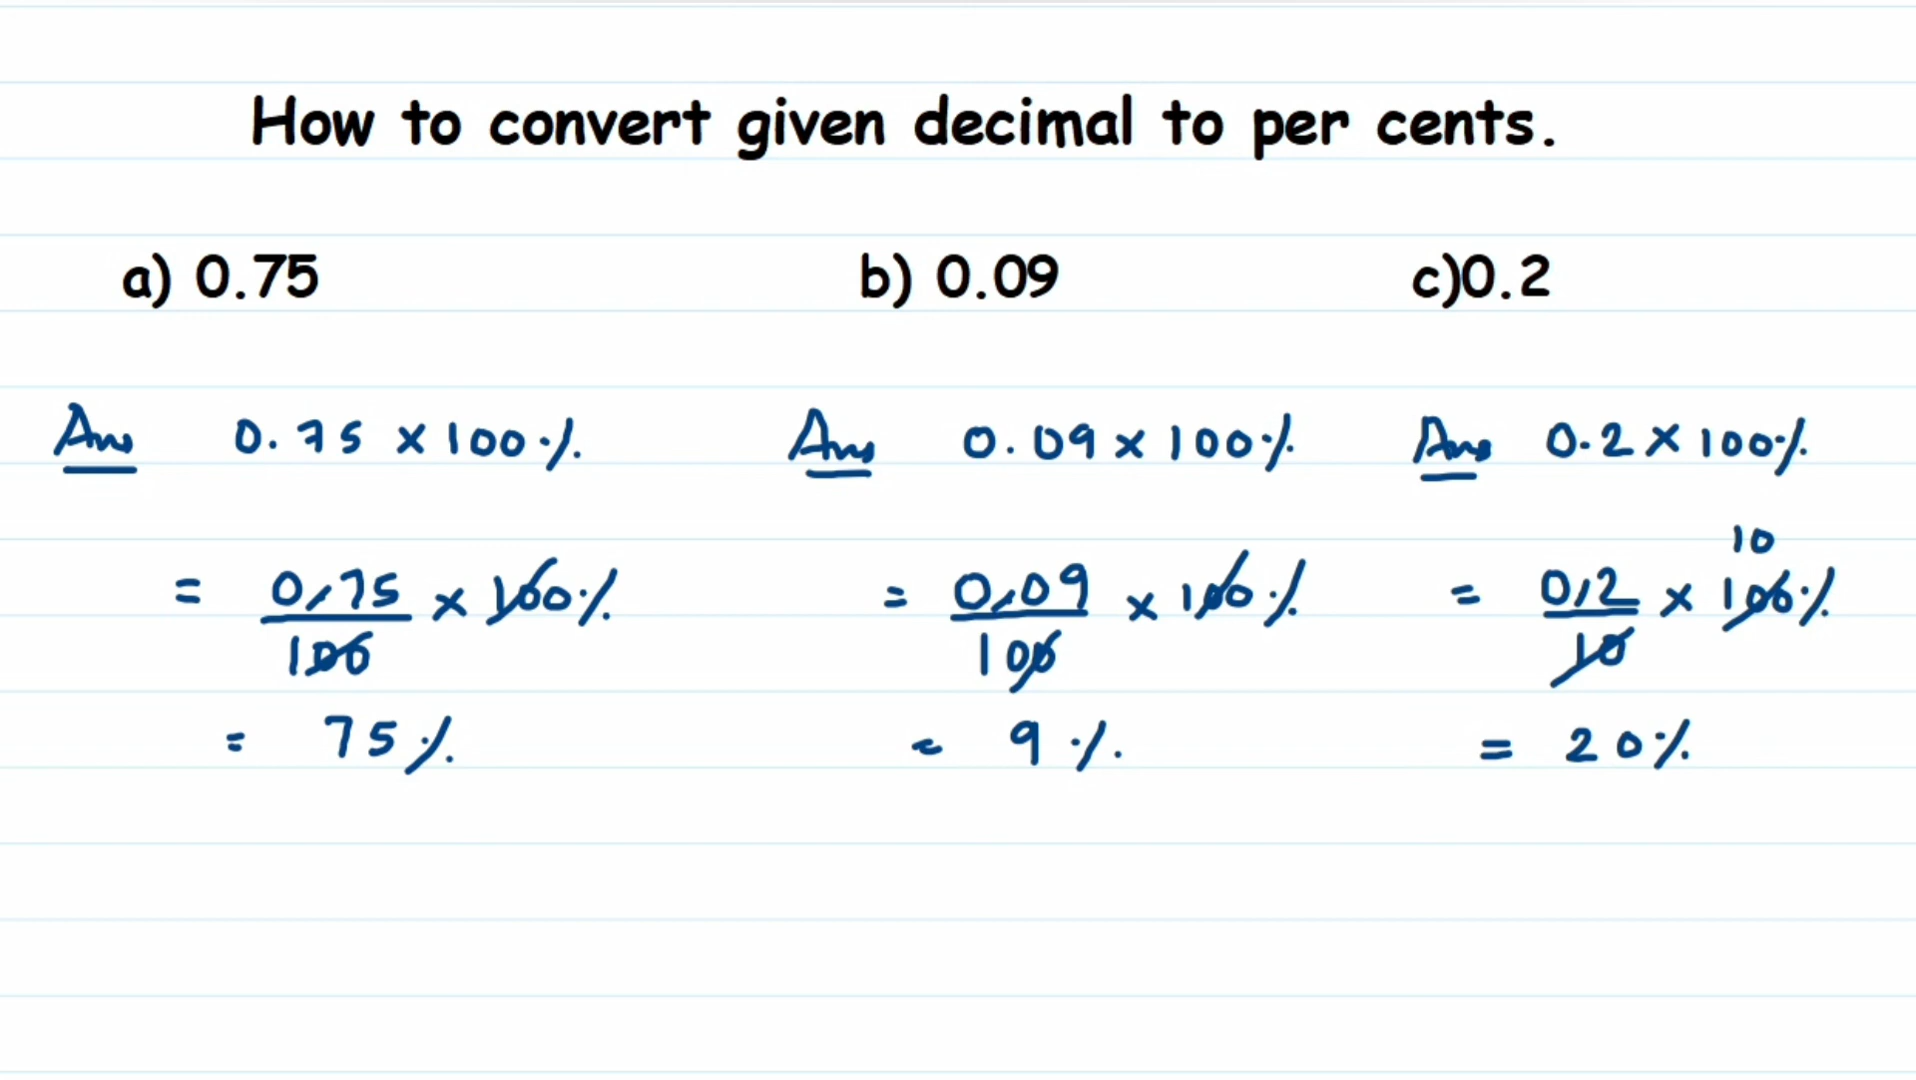 How to convert given decimal to per cents.
a) 0.75 b) 0.09 c)0.2
Ans 0.75 × 100% Ans 0.09 × 100% Ans 0.2 × 100%
10
= 0.75/100 × 100% = 0.09/100 × 100% = 0.2/10 × 100%
= 75% = 9% = 20%